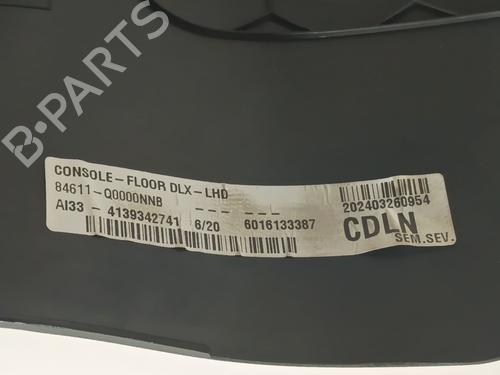 B-PARTS
CONSOLE-FLOOR DLX-LHD
84611-Q0000NNB --- ---
AI33 - 4139342741 6/20 6016133387
202403260954
CDLN
SEM.SEV.